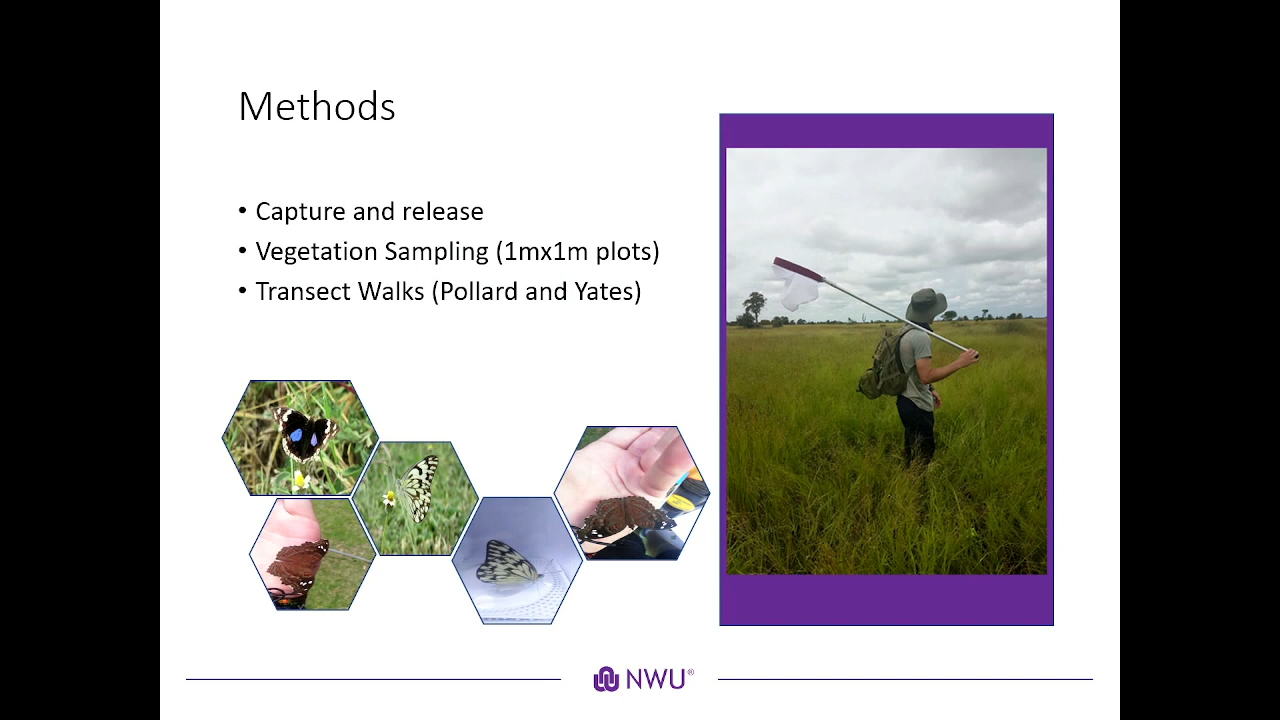 Methods
• Capture and release
• Vegetation Sampling (1mx1m plots)
• Transect Walks (Pollard and Yates)
NWU®